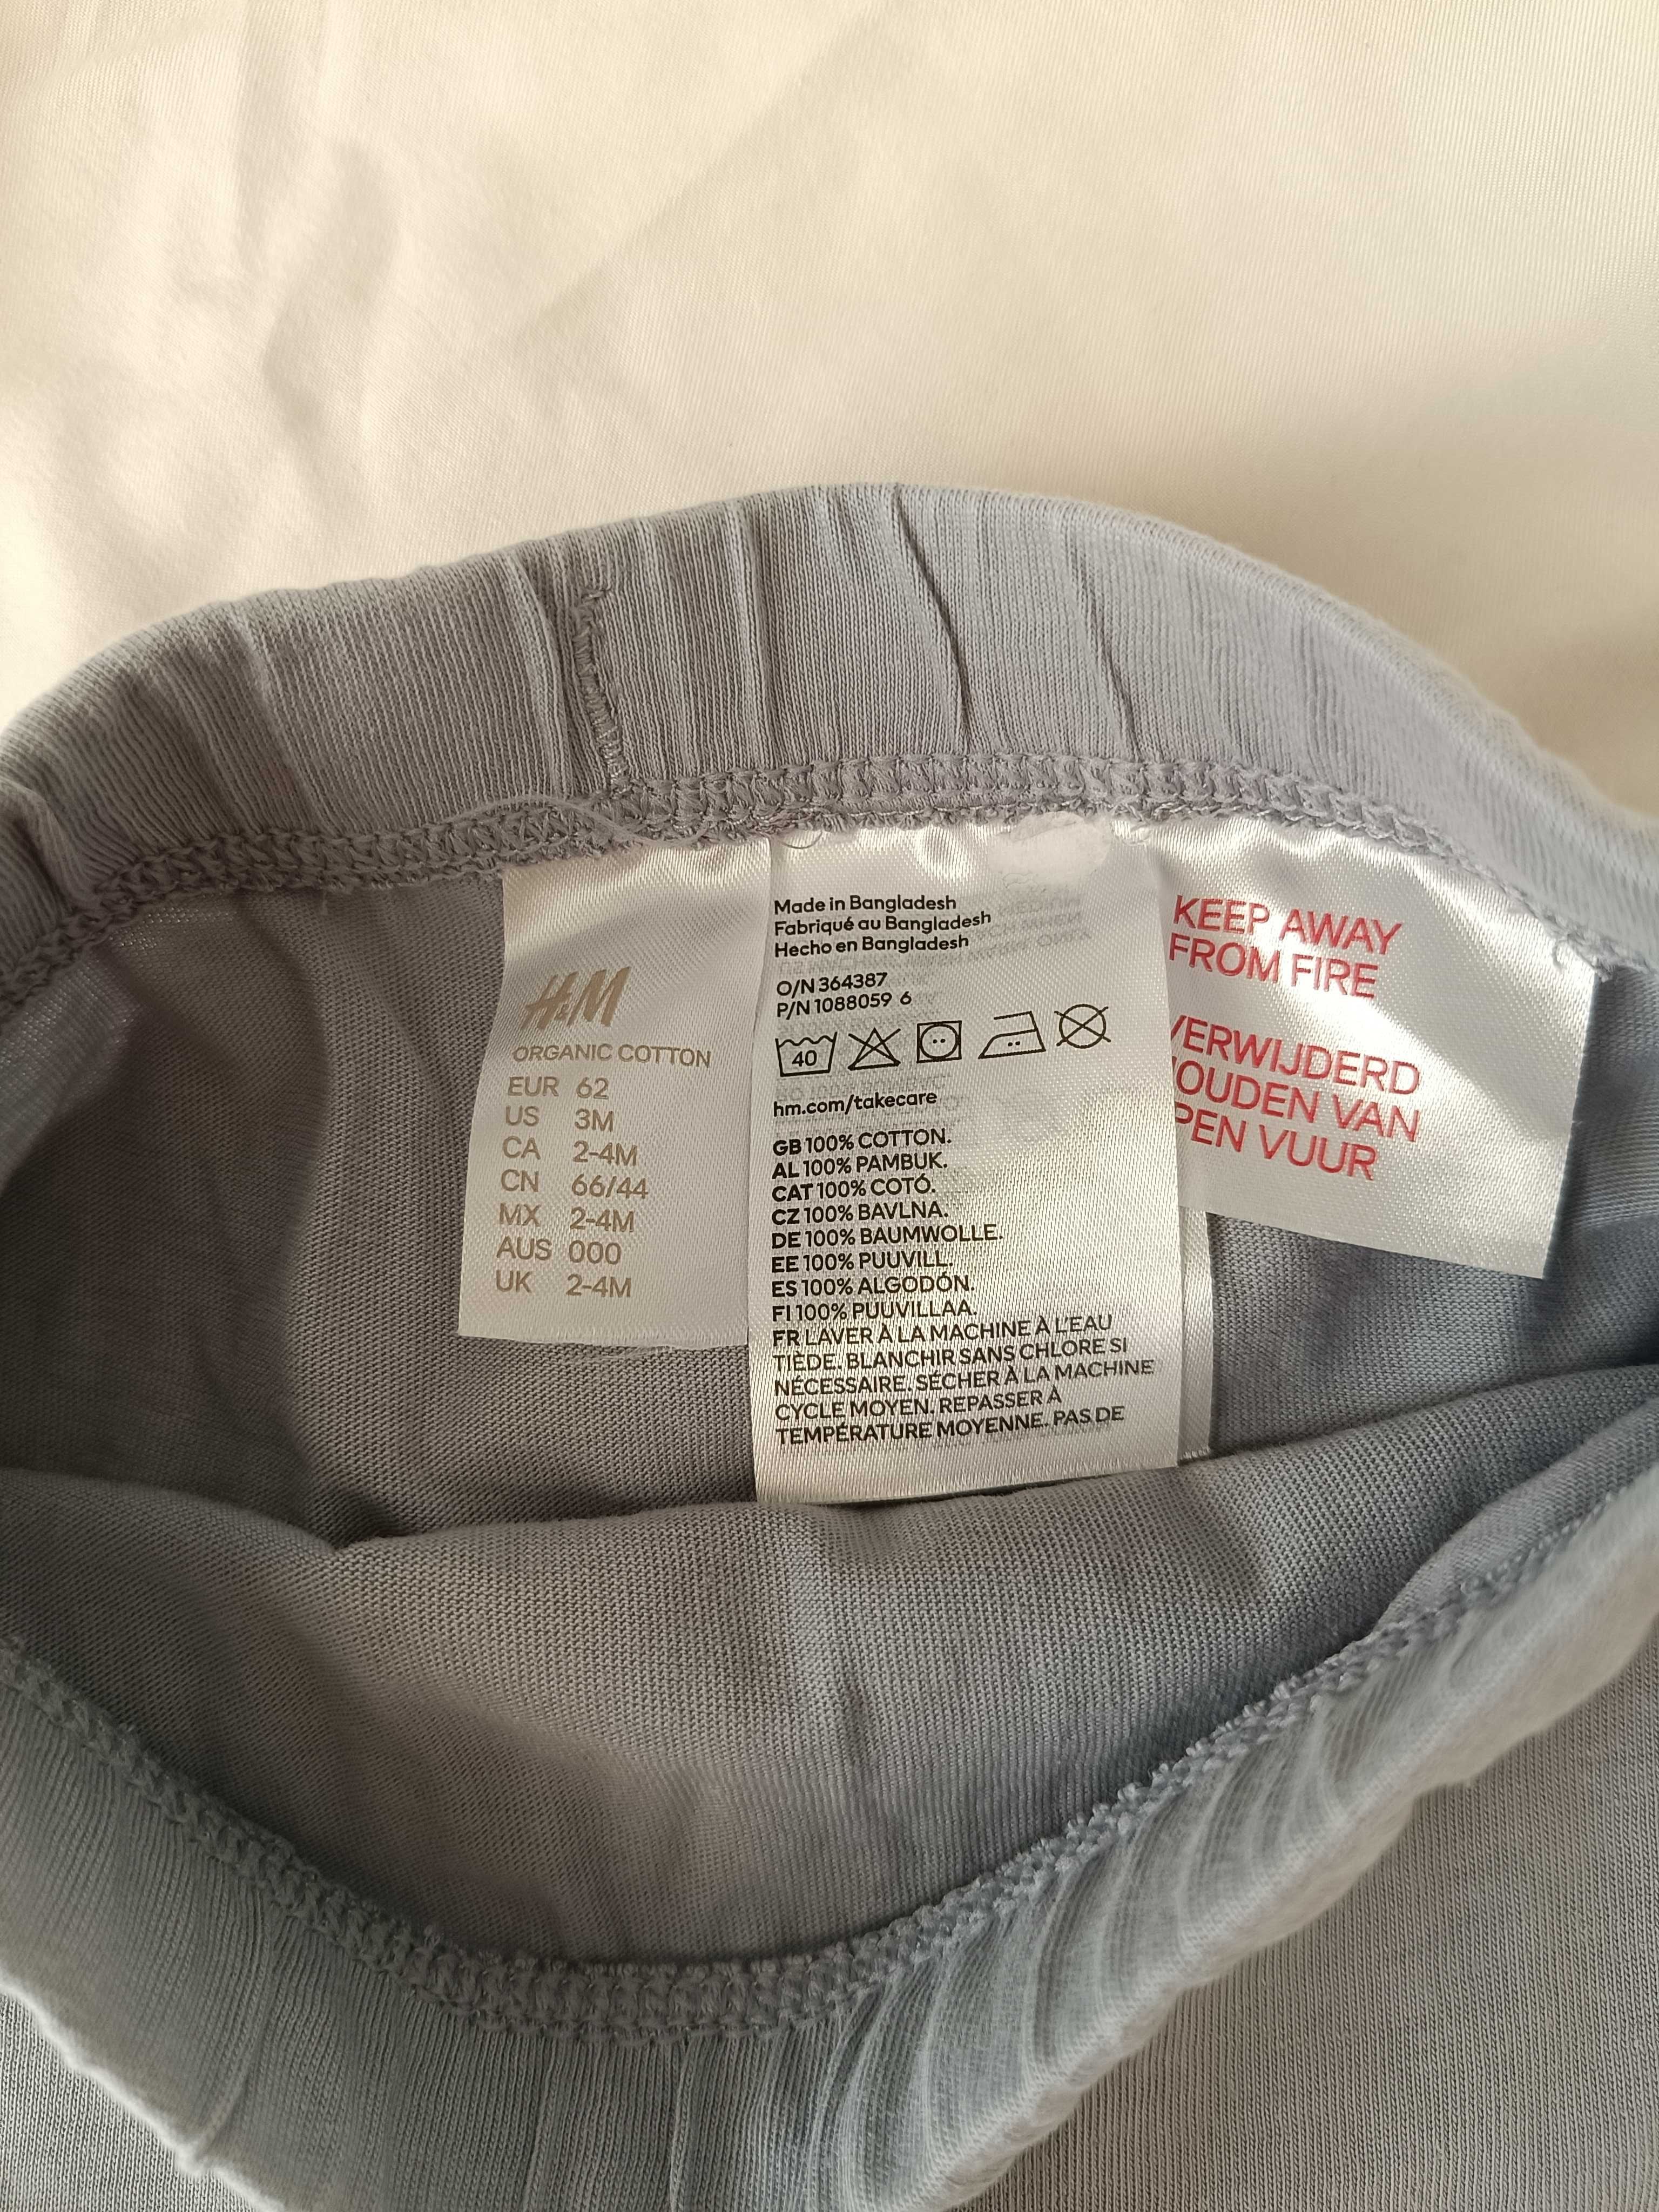 H&M
ORGANIC COTTON
EUR 62
US 3M
CA 2-4M
CN 66/44
MX 2-4M
AUS 000
UK 2-4M
Made in Bangladesh
Fabriqué au Bangladesh
Hecho en Bangladesh
O/N 364387
P/N 1088059 6
40
hm.com/takecare
GB 100% COTTON.
AL 100% PAMBUK.
CAT 100% COTÓ.
CZ 100% BAVLNA.
DE 100% BAUMWOLLE.
EE 100% PUUVILL.
ES 100% ALGODÓN.
FI 100% PUUVILLAA.
FR LAVER À LA MACHINE À L'EAU
TIÈDE. BLANCHIR SANS CHLORE SI
NÉCESSAIRE. SÉCHER À LA MACHINE
CYCLE MOYEN. REPASSER À
TEMPÉRATURE MOYENNE. PAS DE
KEEP AWAY
FROM FIRE
VERWIJDERD
OUDEN VAN
PEN VUUR